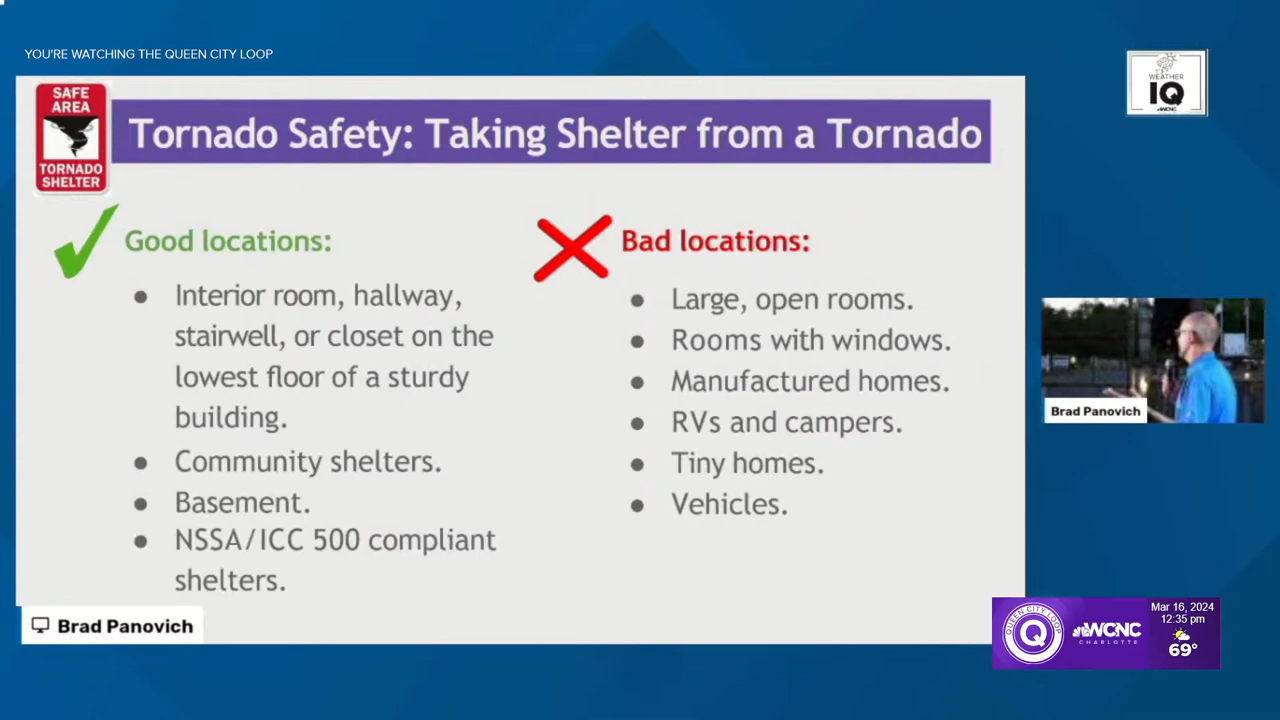 YOU'RE WATCHING THE QUEEN CITY LOOP
WEATHER
IQ
WCNC
SAFE
AREA
TORNADO
SHELTER
Tornado Safety: Taking Shelter from a Tornado
Good locations:
● Interior room, hallway,
stairwell, or closet on the
lowest floor of a sturdy
building.
● Community shelters.
● Basement.
● NSSA/ICC 500 compliant
shelters.
Bad locations:
● Large, open rooms.
● Rooms with windows.
● Manufactured homes.
● RVs and campers.
● Tiny homes.
● Vehicles.
Brad Panovich
Brad Panovich
QUEEN CITY LOOP
Q
WCNC
CHARLOTTE
Mar 16, 2024
12:35 pm
69°